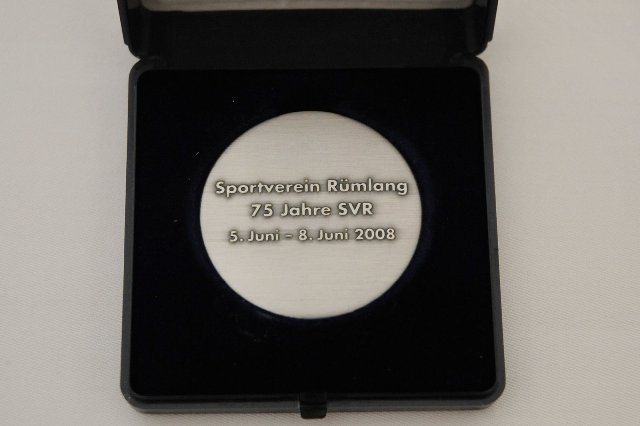 Sportverein Rümlang
75 Jahre SVR
5. Juni – 8. Juni 2008